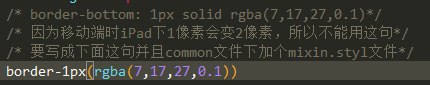 /* border-bottom: 1px solid rgba(7,17,27,0.1)*/
/* 因为移动端时iPad下1像素会变2像素，所以不能用这句*/
/* 要写成下面这句并且common文件下加个mixin.styl文件*/
border-1px(rgba(7,17,27,0.1))